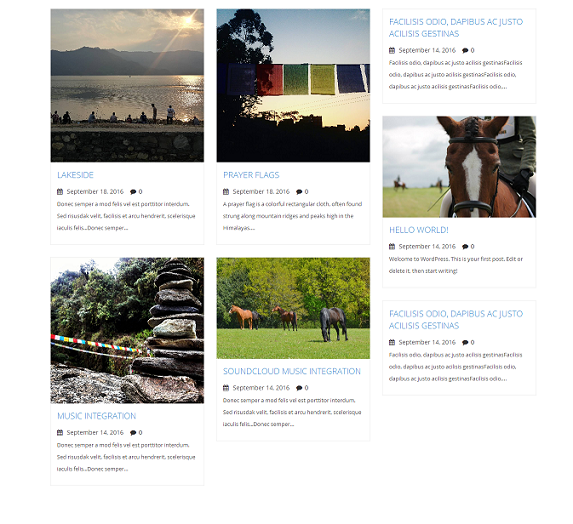 LAKESIDE
September 18, 2016 0
Donec semper a mod felis vel est porttitor interdum.
Sed risusdak velit, facilisis et arcu hendrerit, scelerisque
iaculis felis...Donec semper...
MUSIC INTEGRATION
September 14, 2016 0
Donec semper a mod felis vel est porttitor interdum.
Sed risusdak velit, facilisis et arcu hendrerit, scelerisque
iaculis felis...Donec semper...
PRAYER FLAGS
September 18, 2016 0
A prayer flag is a colorful rectangular cloth, often found
strung along mountain ridges and peaks high in the
Himalayas....
SOUNDCLOUD MUSIC INTEGRATION
September 14, 2016 0
Donec semper a mod felis vel est porttitor interdum.
Sed risusdak velit, facilisis et arcu hendrerit, scelerisque
iaculis felis...Donec semper...
FACILISIS ODIO, DAPIBUS AC JUSTO
ACILISIS GESTINAS
September 14, 2016 0
Facilisis odio, dapibus ac justo acilisis gestinasFacilisis
odio, dapibus ac justo acilisis gestinasFacilisis odio,
dapibus ac justo acilisis gestinasFacilisis odio,...
HELLO WORLD!
September 14, 2016 0
Welcome to WordPress. This is your first post. Edit or
delete it, then start writing!
FACILISIS ODIO, DAPIBUS AC JUSTO
ACILISIS GESTINAS
September 14, 2016 0
Facilisis odio, dapibus ac justo acilisis gestinasFacilisis
odio, dapibus ac justo acilisis gestinasFacilisis odio,
dapibus ac justo acilisis gestinasFacilisis odio,...